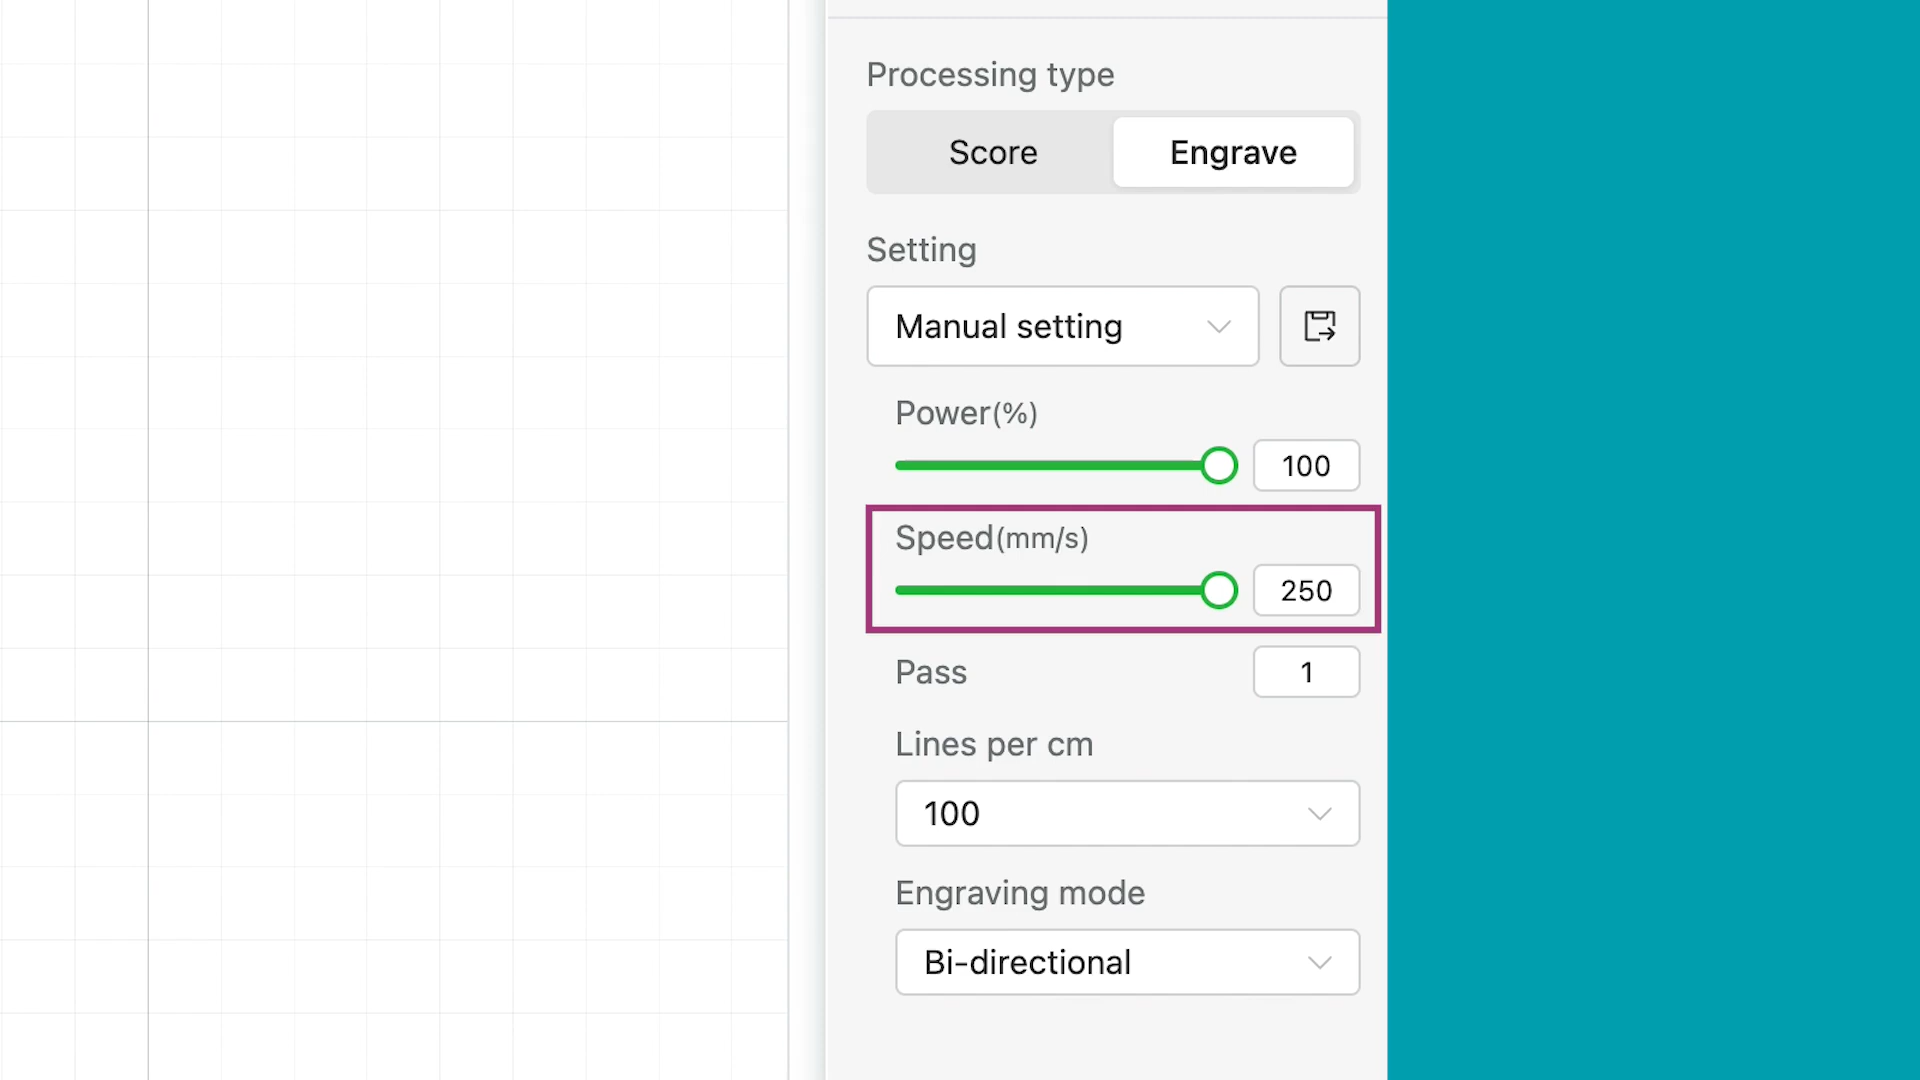 Processing type
Score Engrave
Setting
Manual setting
Power(%)
100
Speed(mm/s)
250
Pass 1
Lines per cm
100
Engraving mode
Bi-directional